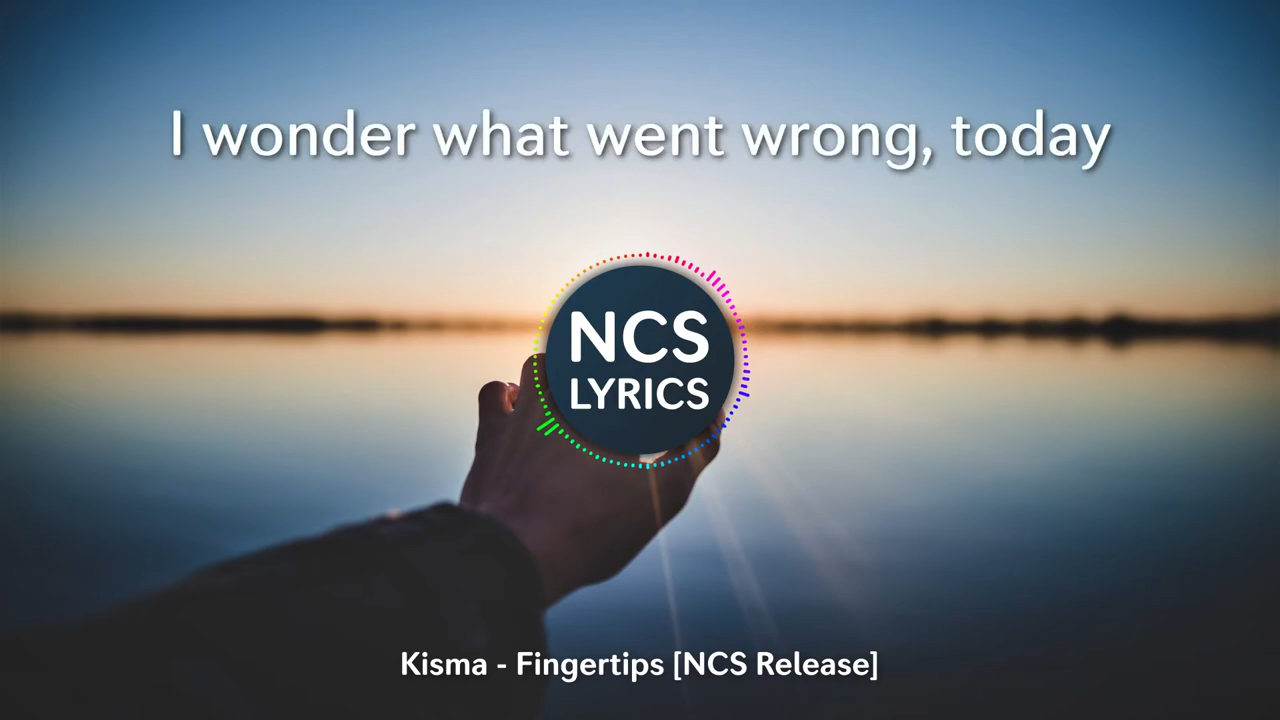 I wonder what went wrong, today
NCS
LYRICS
Kisma - Fingertips [NCS Release]